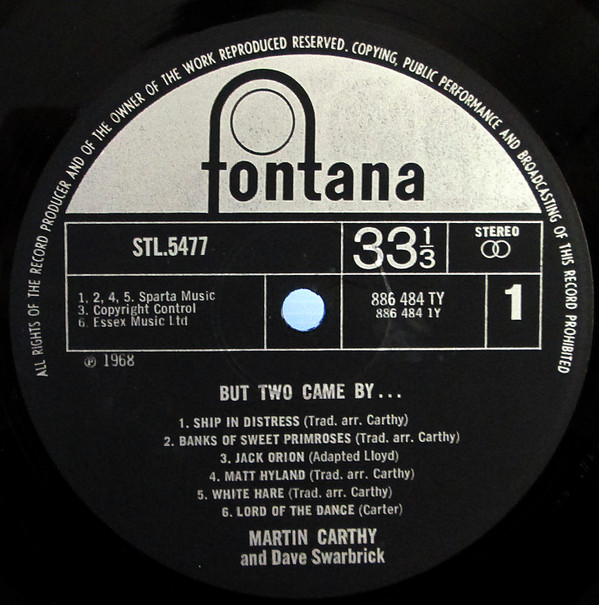 ALL RIGHTS OF THE RECORD PRODUCER AND OF THE OWNER OF THE WORK REPRODUCED RESERVED. COPYING, PUBLIC PERFORMANCE AND BROADCASTING OF THIS RECORD PROHIBITED
fontana
STL.5477
33 1/3
STEREO
1, 2, 4, 5. Sparta Music
3. Copyright Control
6. Essex Music Ltd
886 484 TY
886 484 1Y
1
℗ 1968
BUT TWO CAME BY...
1. SHIP IN DISTRESS (Trad. arr. Carthy)
2. BANKS OF SWEET PRIMROSES (Trad. arr. Carthy)
3. JACK ORION (Adapted Lloyd)
4. MATT HYLAND (Trad. arr. Carthy)
5. WHITE HARE (Trad. arr. Carthy)
6. LORD OF THE DANCE (Carter)
MARTIN CARTHY
and Dave Swarbrick